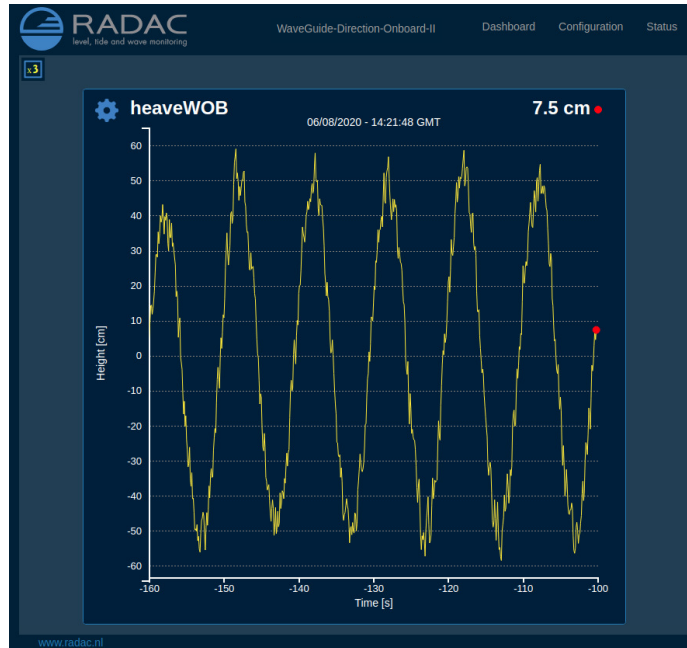 RADAC
level, tide and wave monitoring
WaveGuide-Direction-Onboard-II
Dashboard
Configuration
Status
x3
heaveWOB
7.5 cm
06/08/2020 - 14:21:48 GMT
60
50
40
30
20
10
0
-10
-20
-30
-40
-50
-60
Height [cm]
-160 -150 -140 -130 -120 -110 -100
Time [s]
www.radac.nl